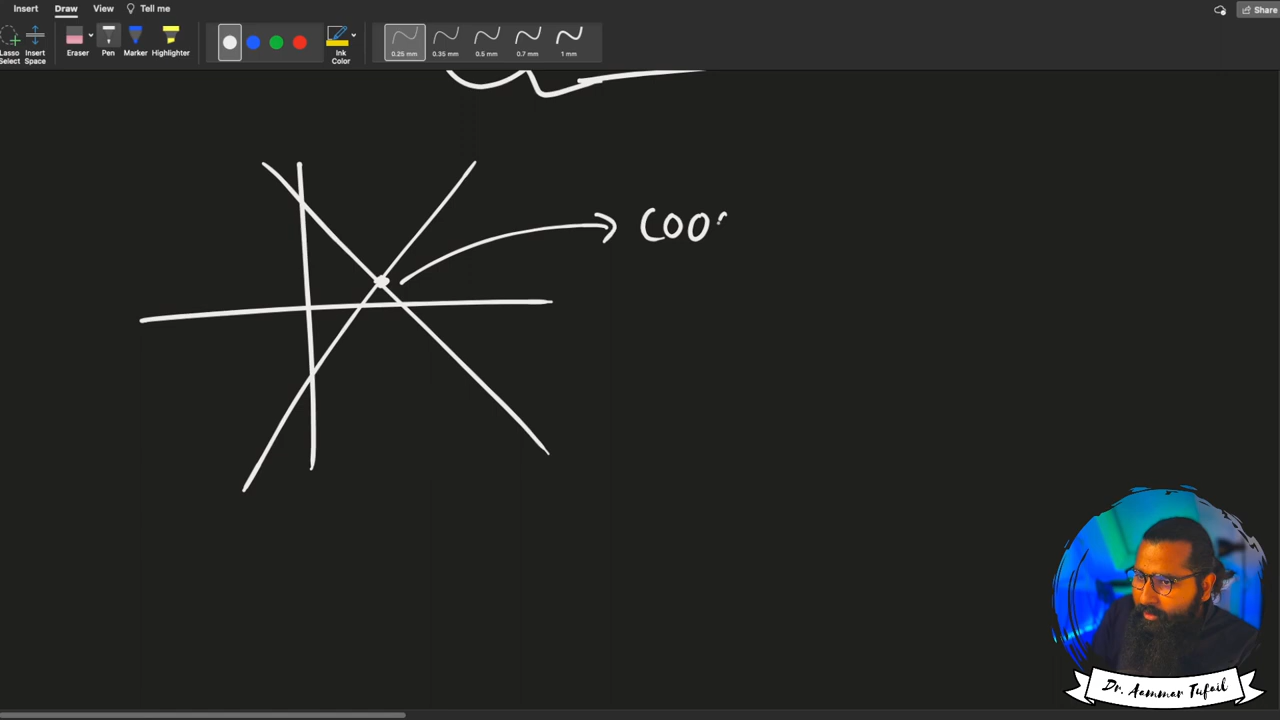 Insert Draw View Tell me Share
Lasso Select Insert Space Eraser Pen Marker Highlighter Ink Color 0.25 mm 0.35 mm 0.5 mm 0.7 mm 1 mm
Dr. Aammar Tufail